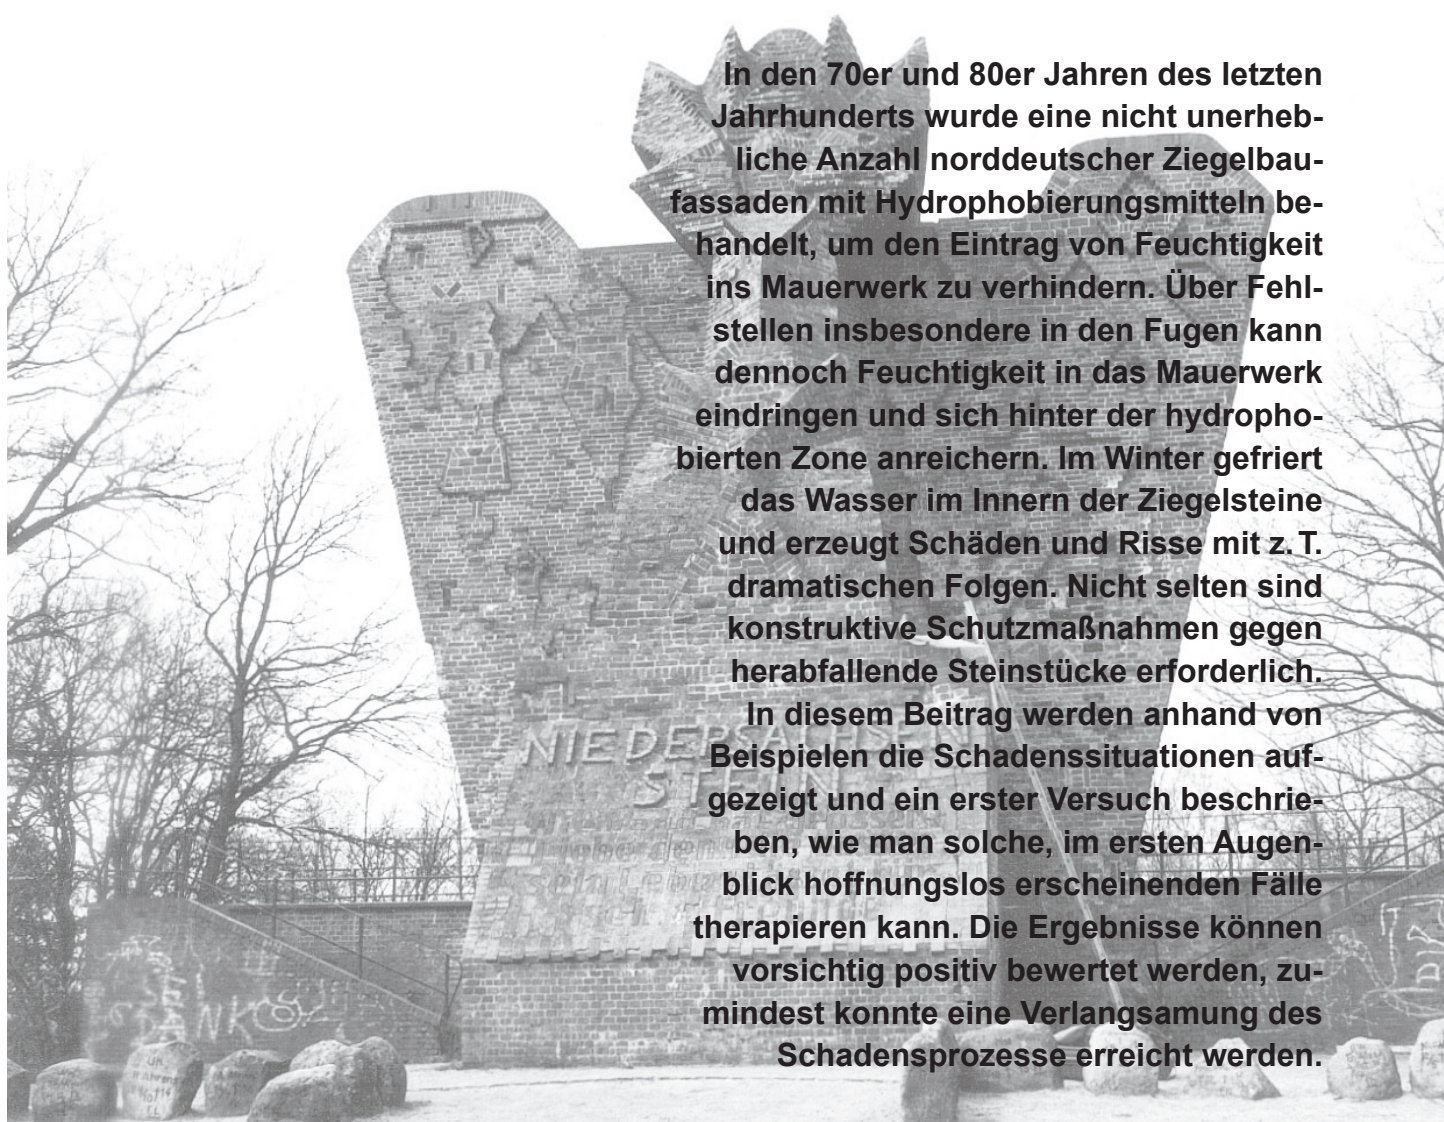 In den 70er und 80er Jahren des letzten
Jahrhunderts wurde eine nicht unerheb-
liche Anzahl norddeutscher Ziegelbau-
fassaden mit Hydrophobierungsmitteln be-
handelt, um den Eintrag von Feuchtigkeit
ins Mauerwerk zu verhindern. Über Fehl-
stellen insbesondere in den Fugen kann
dennoch Feuchtigkeit in das Mauerwerk
eindringen und sich hinter der hydropho-
bierten Zone anreichern. Im Winter gefriert
das Wasser im Innern der Ziegelsteine
und erzeugt Schäden und Risse mit z. T.
dramatischen Folgen. Nicht selten sind
konstruktive Schutzmaßnahmen gegen
herabfallende Steinstücke erforderlich.
In diesem Beitrag werden anhand von
Beispielen die Schadenssituationen auf-
gezeigt und ein erster Versuch beschrie-
ben, wie man solche, im ersten Augen-
blick hoffnungslos erscheinenden Fälle
therapieren kann. Die Ergebnisse können
vorsichtig positiv bewertet werden, zu-
mindest konnte eine Verlangsamung des
Schadensprozesse erreicht werden.
NIEDERSACHSEN
STEIN